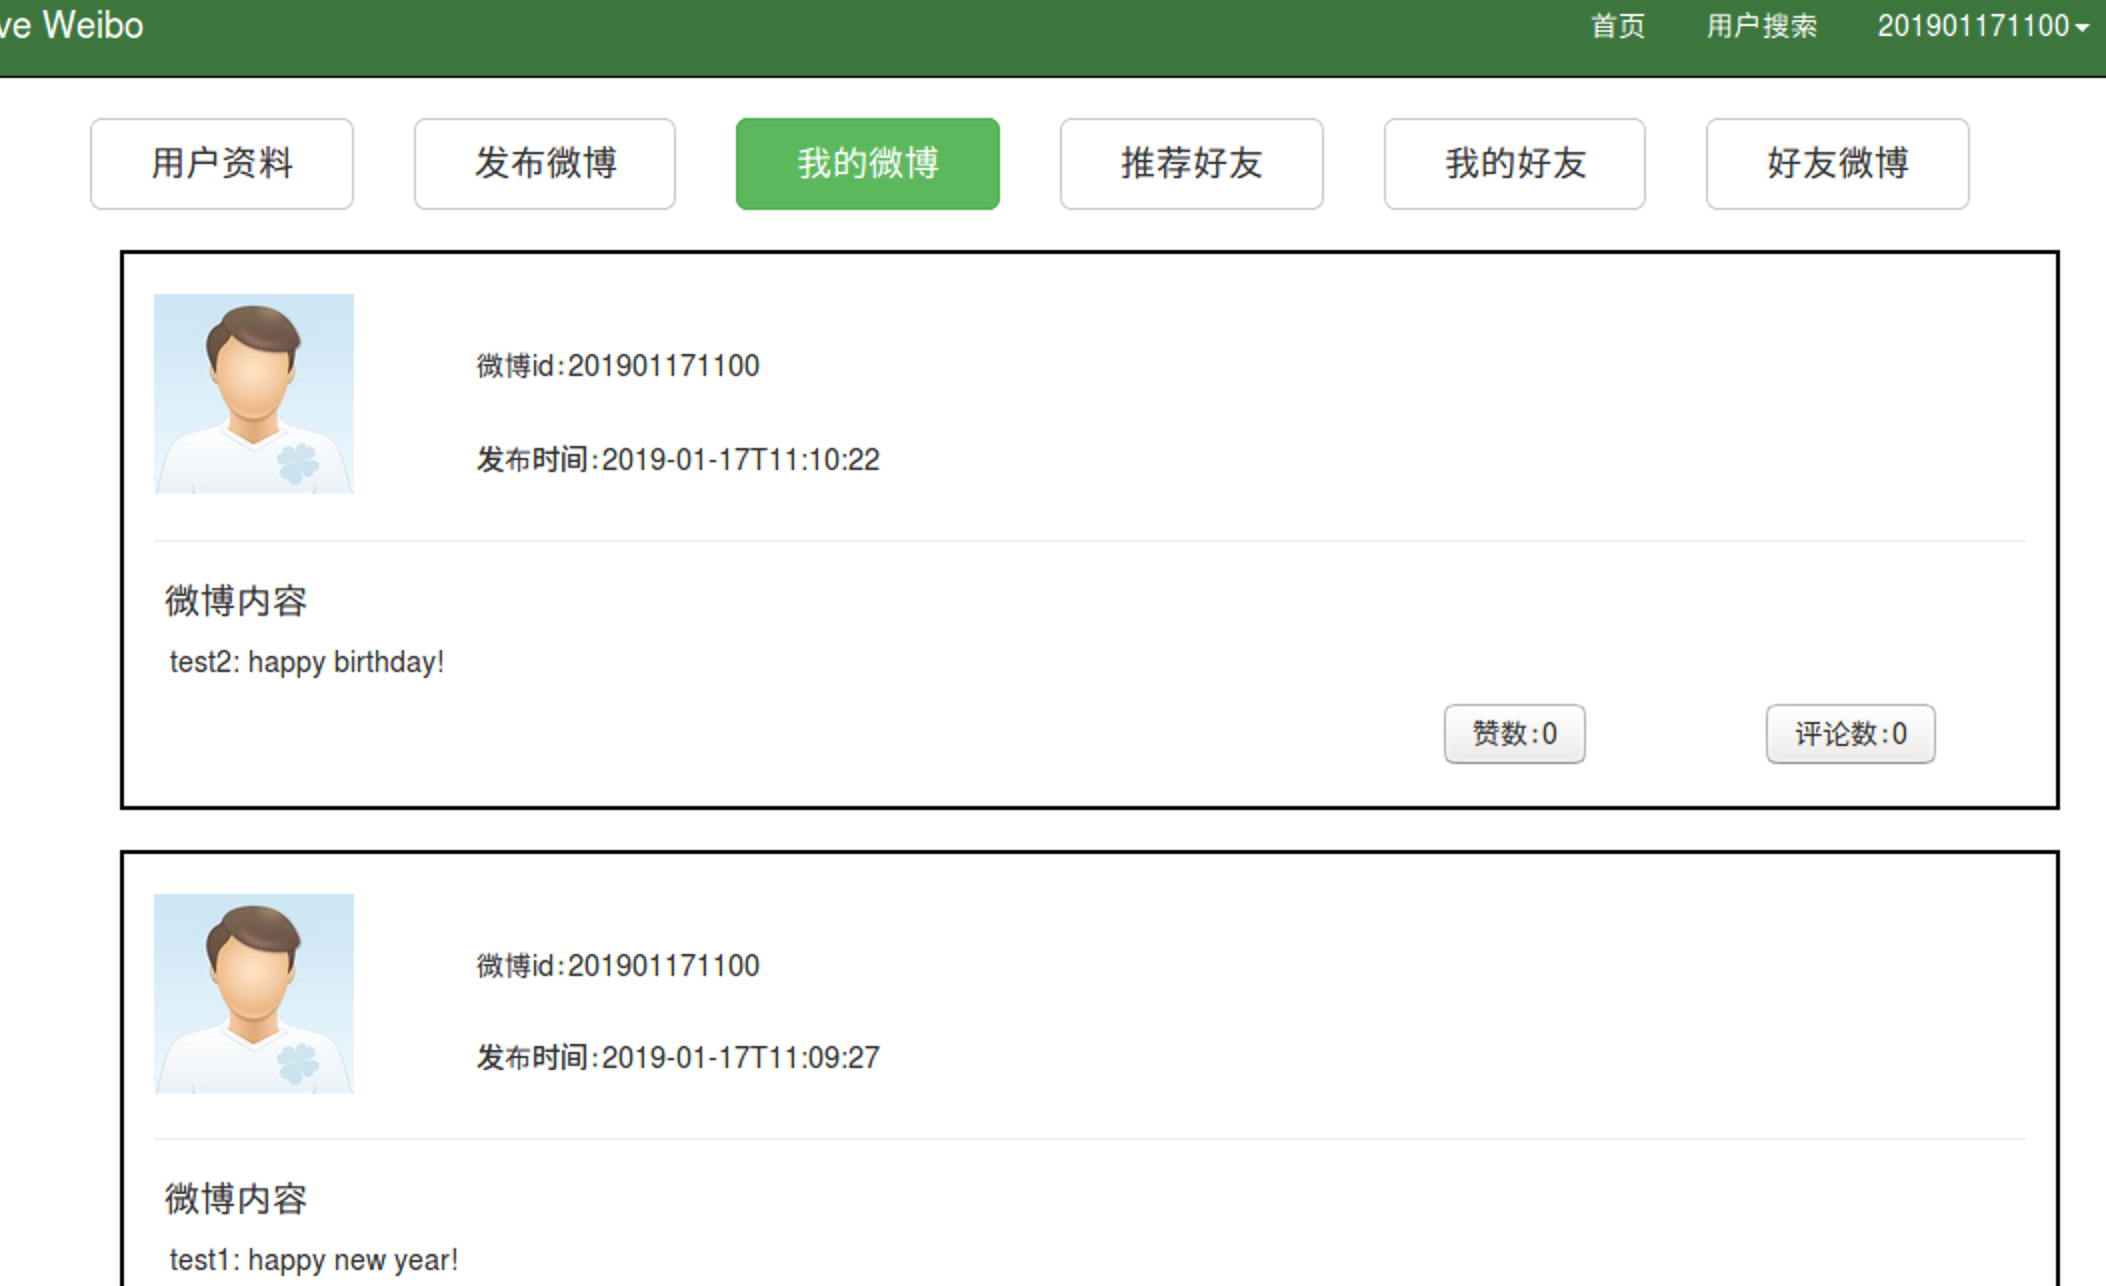 ve Weibo
首页 用户搜索 201901171100
用户资料 发布微博 我的微博 推荐好友 我的好友 好友微博
微博id:201901171100
发布时间:2019-01-17T11:10:22
微博内容
test2: happy birthday!
赞数:0 评论数:0
微博id:201901171100
发布时间:2019-01-17T11:09:27
微博内容
test1: happy new year!